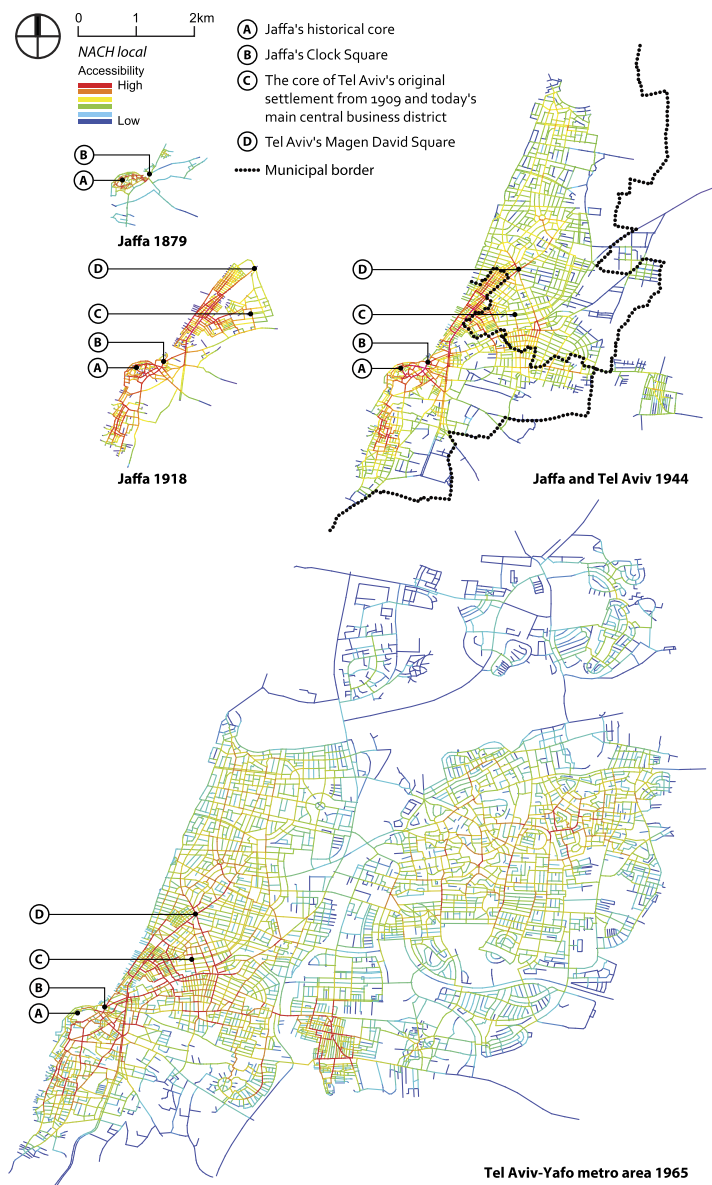 0 1 2km
NACH local
Accessibility
High
Low
A Jaffa's historical core
B Jaffa's Clock Square
C The core of Tel Aviv's original
settlement from 1909 and today's
main central business district
D Tel Aviv's Magen David Square
Municipal border
B
A
Jaffa 1879
D
C
B
A
Jaffa 1918
D
C
B
A
Jaffa and Tel Aviv 1944
D
C
B
A
Tel Aviv-Yafo metro area 1965